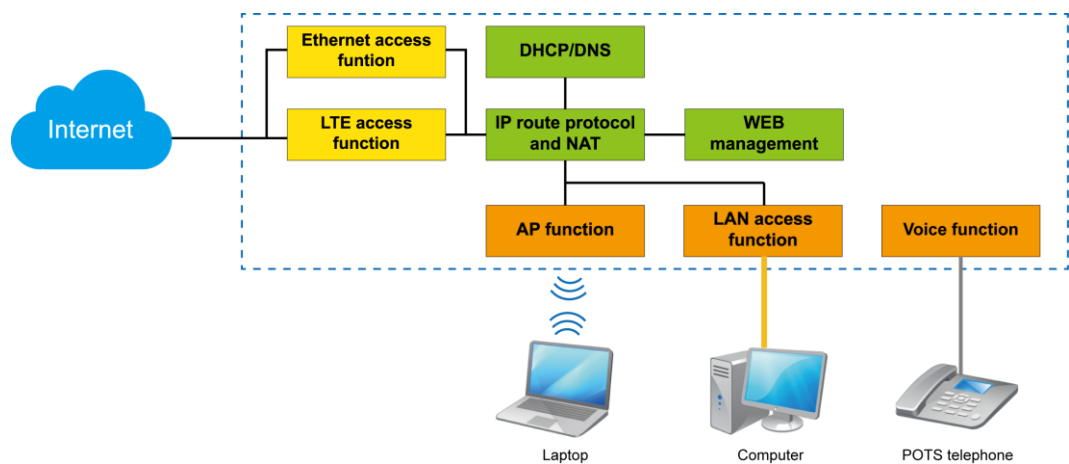 Ethernet access
funtion
DHCP/DNS
Internet
LTE access
function
IP route protocol
and NAT
WEB
management
AP function
LAN access
function
Voice function
Laptop
Computer
POTS telephone